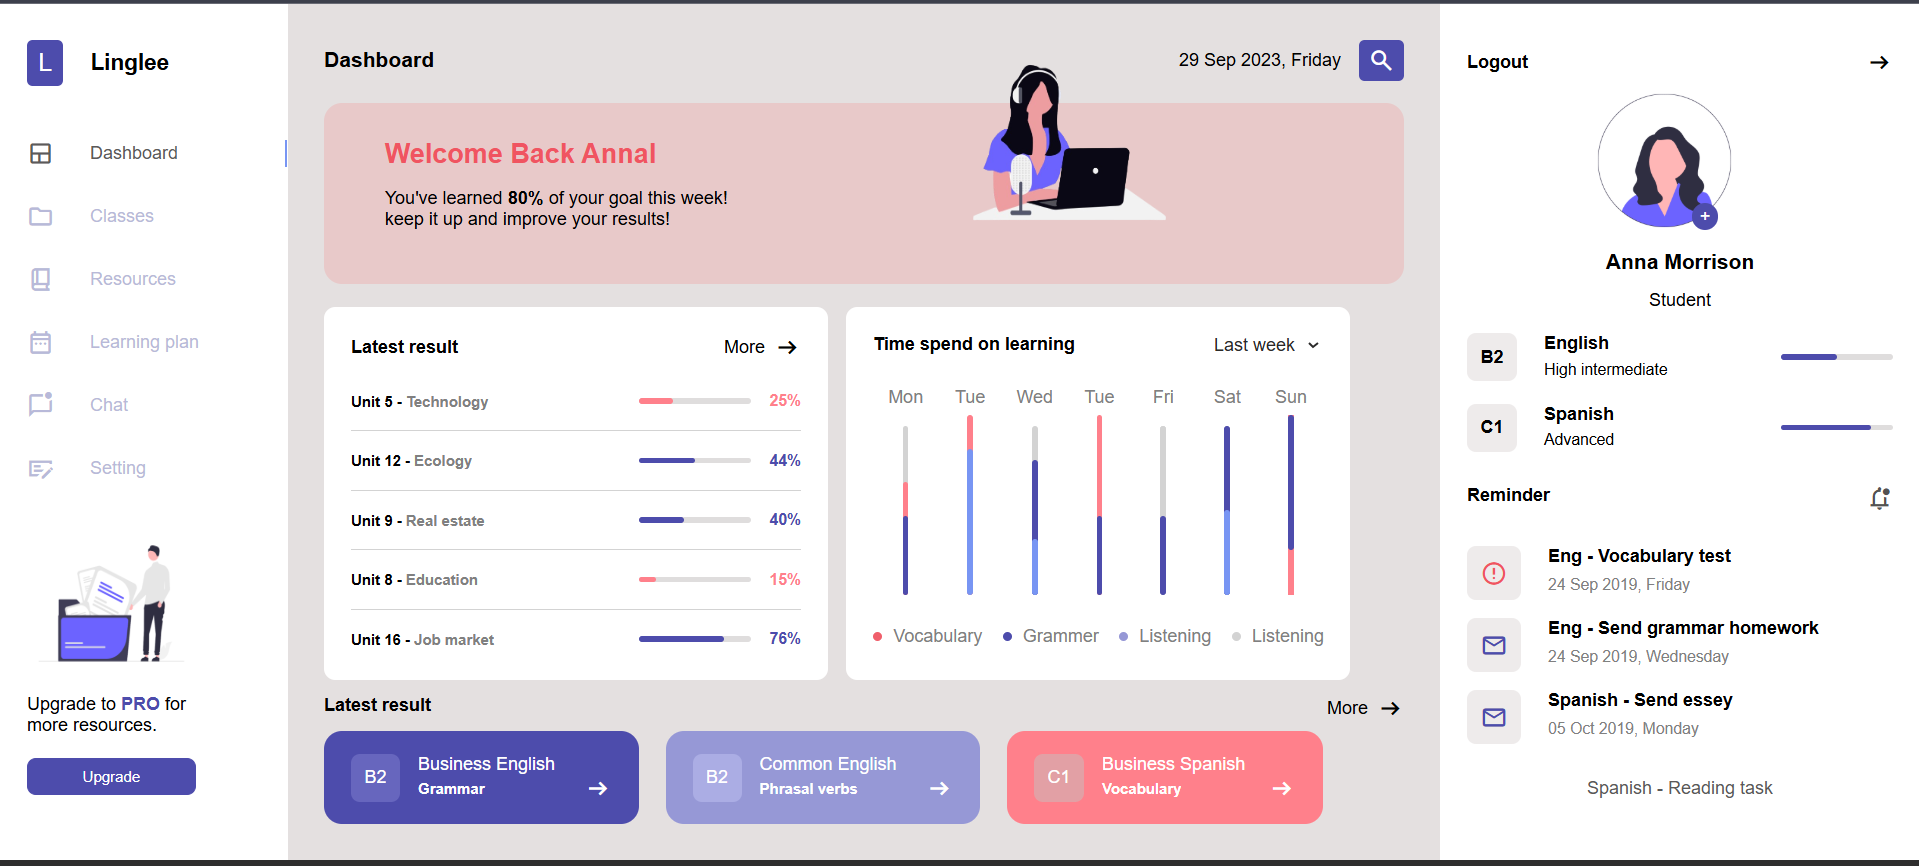 L Linglee
Dashboard
Classes
Resources
Learning plan
Chat
Setting
Upgrade to PRO for
more resources.
Upgrade
Dashboard
29 Sep 2023, Friday
Welcome Back Annal
You've learned 80% of your goal this week!
keep it up and improve your results!
Latest result
More
Unit 5 - Technology 25%
Unit 12 - Ecology 44%
Unit 9 - Real estate 40%
Unit 8 - Education 15%
Unit 16 - Job market 76%
Time spend on learning
Last week
Mon Tue Wed Tue Fri Sat Sun
Vocabulary Grammer Listening Listening
Latest result
More
B2
Business English
Grammar
B2
Common English
Phrasal verbs
C1
Business Spanish
Vocabulary
Logout
+
Anna Morrison
Student
B2
English
High intermediate
C1
Spanish
Advanced
Reminder
Eng - Vocabulary test
24 Sep 2019, Friday
Eng - Send grammar homework
24 Sep 2019, Wednesday
Spanish - Send essey
05 Oct 2019, Monday
Spanish - Reading task